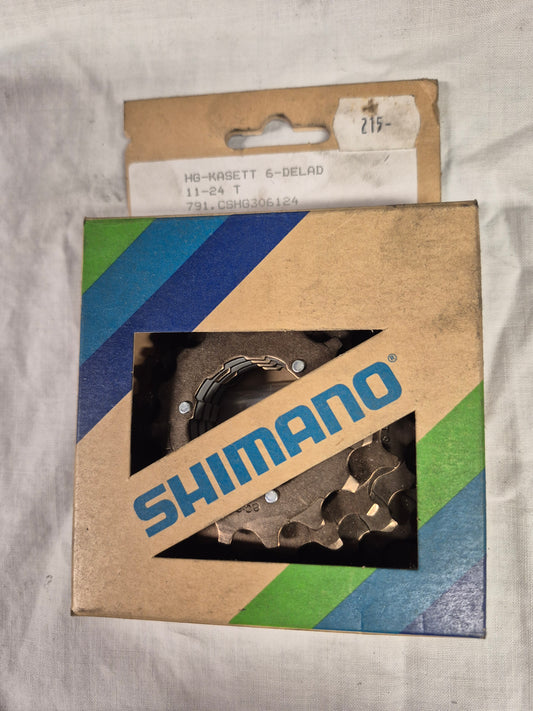 215-
HG-KASETT 6-DELAD
11-24 T
791.CSHG306124
SHIMANO®